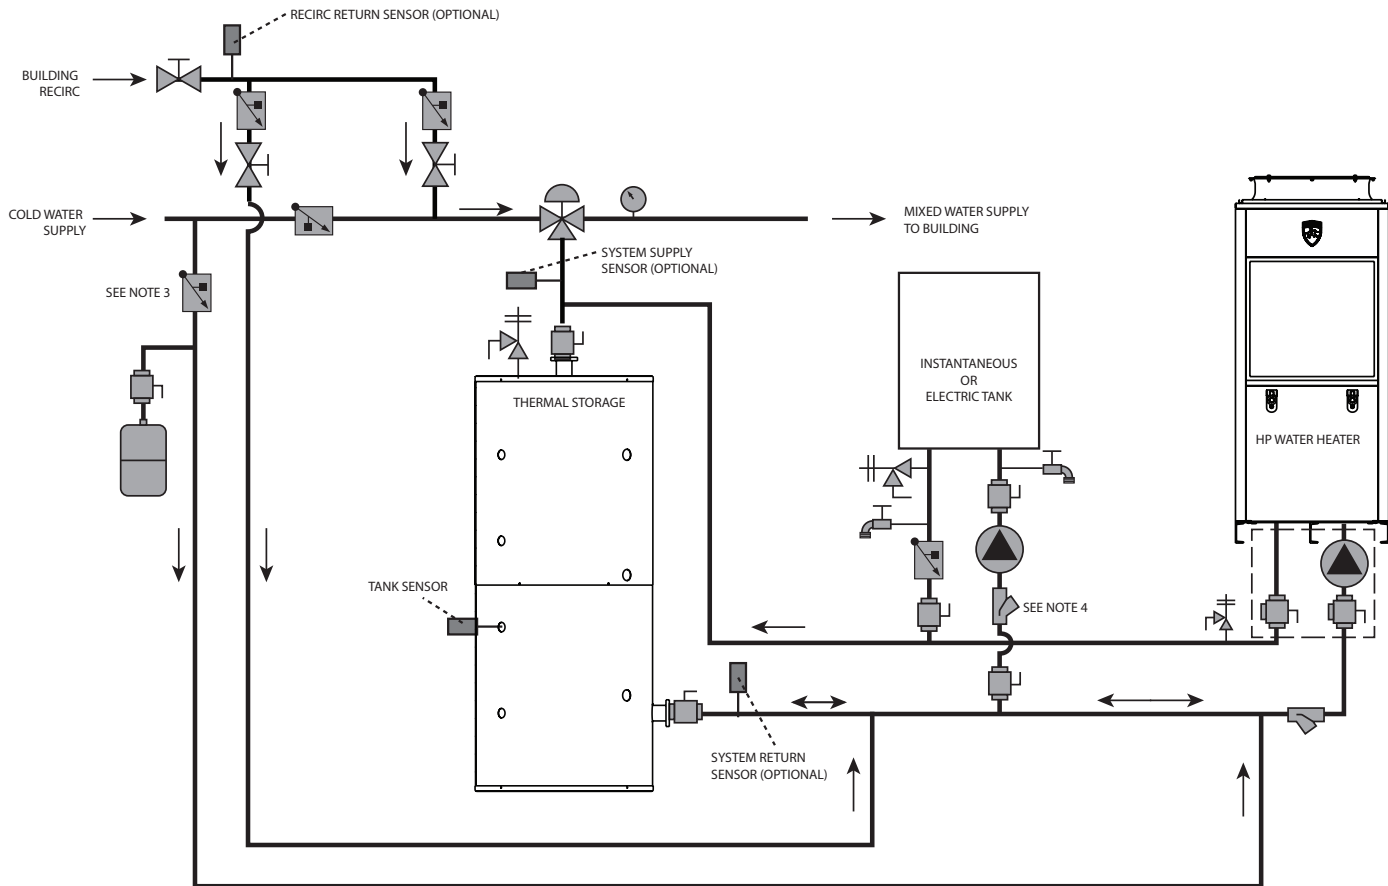 RECIRC RETURN SENSOR (OPTIONAL)
BUILDING
RECIRC
COLD WATER
SUPPLY
MIXED WATER SUPPLY
TO BUILDING
SYSTEM SUPPLY
SENSOR (OPTIONAL)
SEE NOTE 3
INSTANTANEOUS
OR
ELECTRIC TANK
THERMAL STORAGE
HP WATER HEATER
TANK SENSOR
SEE NOTE 4
SYSTEM RETURN
SENSOR (OPTIONAL)